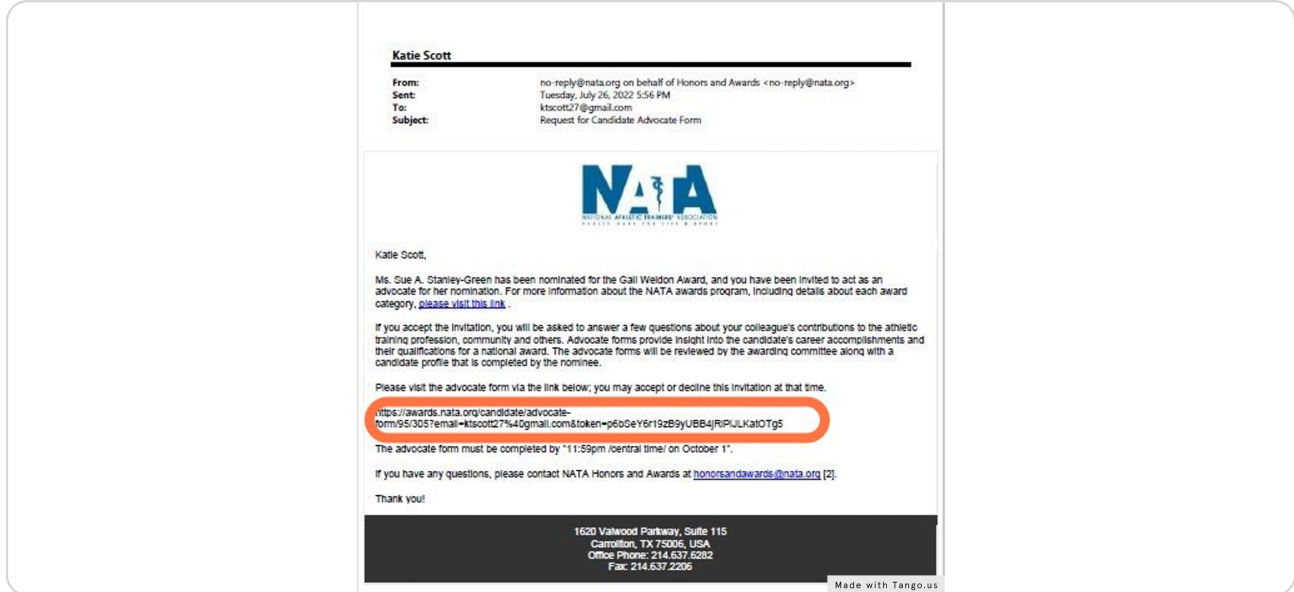 Katie Scott
From: no-reply@nata.org on behalf of Honors and Awards <no-reply@nata.org>
Sent: Tuesday, July 26, 2022 5:56 PM
To: ktscott27@gmail.com
Subject: Request for Candidate Advocate Form
NATA
NATIONAL ATHLETIC TRAINERS' ASSOCIATION
HEALTH CARE FOR LIFE & SPORT
Katie Scott,
Ms. Sue A. Stanley-Green has been nominated for the Gail Weldon Award, and you have been invited to act as an
advocate for her nomination. For more information about the NATA awards program, including details about each award
category, please visit this link .
If you accept the invitation, you will be asked to answer a few questions about your colleague's contributions to the athletic
training profession, community and others. Advocate forms provide insight into the candidate's career accomplishments and
their qualifications for a national award. The advocate forms will be reviewed by the awarding committee along with a
candidate profile that is completed by the nominee.
Please visit the advocate form via the link below; you may accept or decline this invitation at that time.
https://awards.nata.org/candidate/advocate-
form/95/305?email=ktscott27%40gmail.com&token=p6bSeY6r19zB9yUBB4jRIPIJLKatOTg5
The advocate form must be completed by "11:59pm /central time/ on October 1".
If you have any questions, please contact NATA Honors and Awards at honorsandawards@nata.org [2].
Thank you!
1620 Valwood Parkway, Suite 115
Carrollton, TX 75006, USA
Office Phone: 214.637.6282
Fax: 214.637.2206
Made with Tango.us